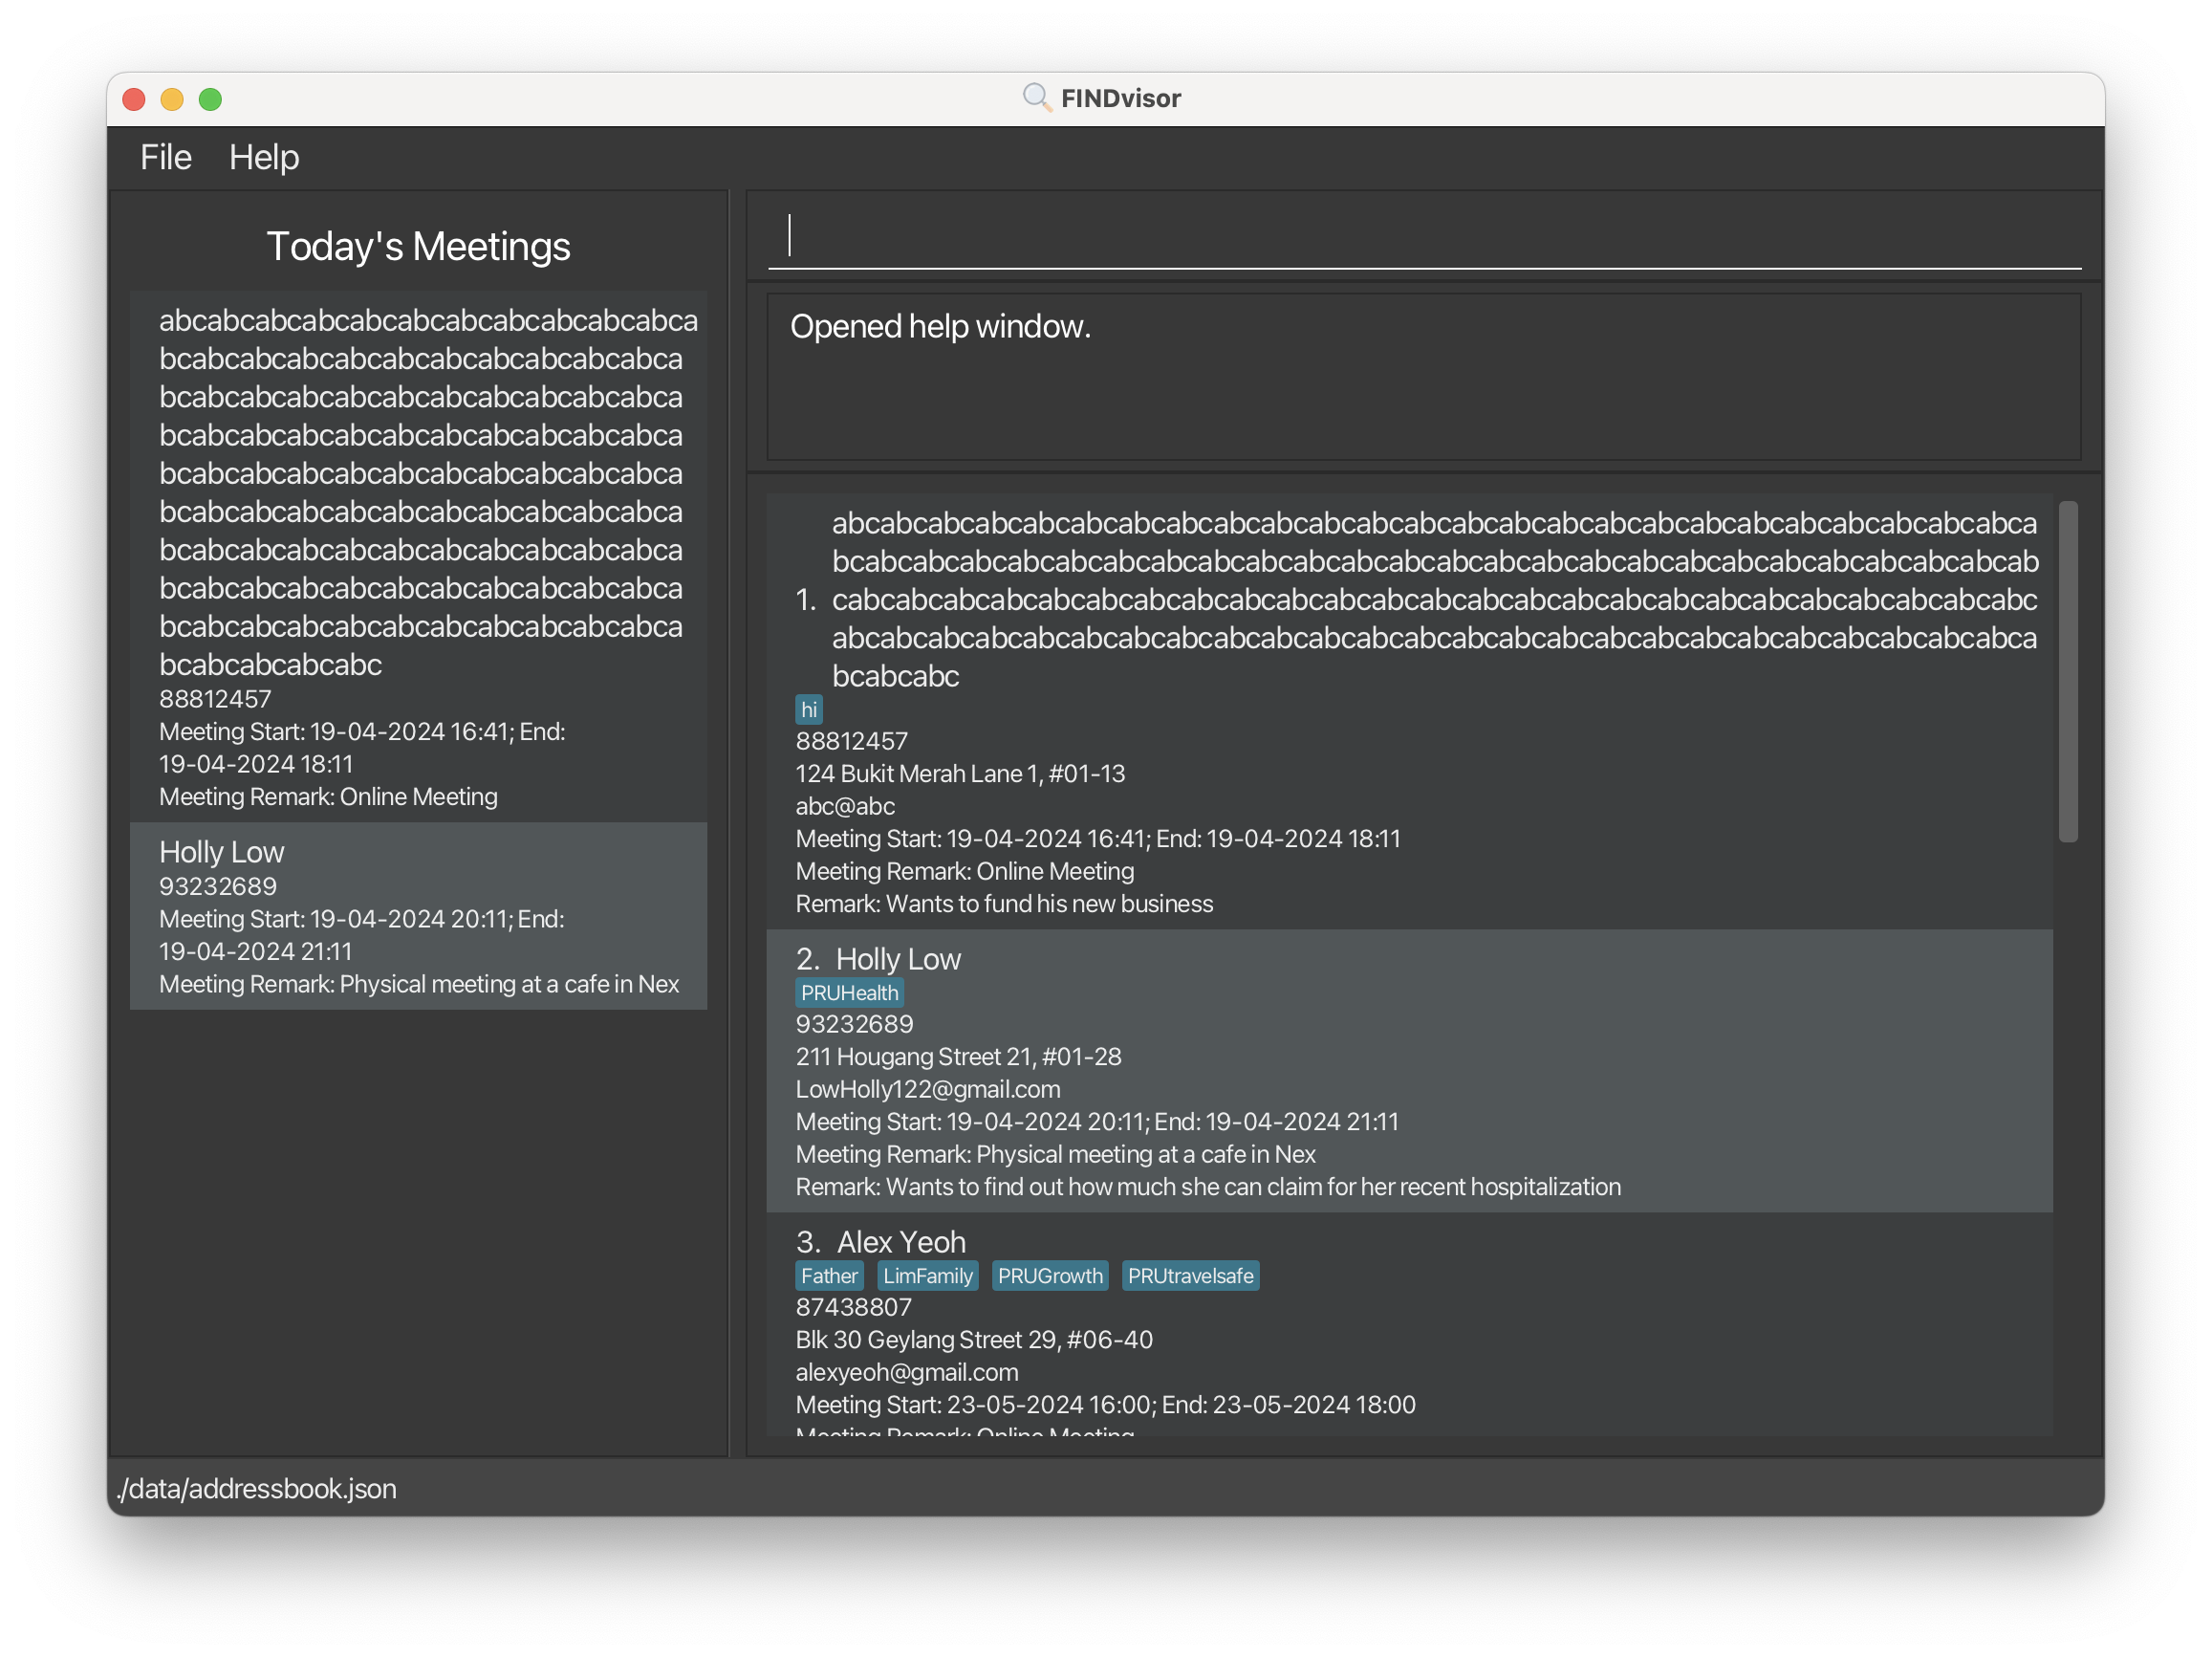 FINDvisor
File Help
Today's Meetings
abcabcabcabcabcabcabcabcabcabcabca
bcabcabcabcabcabcabcabcabcabcabca
bcabcabcabcabcabcabcabcabcabcabca
bcabcabcabcabcabcabcabcabcabcabca
bcabcabcabcabcabcabcabcabcabcabca
bcabcabcabcabcabcabcabcabcabcabca
bcabcabcabcabcabcabcabcabcabcabca
bcabcabcabcabcabcabcabcabcabcabca
bcabcabcabcabcabcabcabcabcabcabca
bcabcabcabcabc
88812457
Meeting Start: 19-04-2024 16:41; End:
19-04-2024 18:11
Meeting Remark: Online Meeting
Holly Low
93232689
Meeting Start: 19-04-2024 20:11; End:
19-04-2024 21:11
Meeting Remark: Physical meeting at a cafe in Nex
Opened help window.
abcabcabcabcabcabcabcabcabcabcabcabcabcabcabcabcabcabcabcabcabcabcabcabcabca
bcabcabcabcabcabcabcabcabcabcabcabcabcabcabcabcabcabcabcabcabcabcabcabcabcab
1. cabcabcabcabcabcabcabcabcabcabcabcabcabcabcabcabcabcabcabcabcabcabcabcabcabc
abcabcabcabcabcabcabcabcabcabcabcabcabcabcabcabcabcabcabcabcabcabcabcabcabca
bcabcabc
hi
88812457
124 Bukit Merah Lane 1, #01-13
abc@abc
Meeting Start: 19-04-2024 16:41; End: 19-04-2024 18:11
Meeting Remark: Online Meeting
Remark: Wants to fund his new business
2. Holly Low
PRUHealth
93232689
211 Hougang Street 21, #01-28
LowHolly122@gmail.com
Meeting Start: 19-04-2024 20:11; End: 19-04-2024 21:11
Meeting Remark: Physical meeting at a cafe in Nex
Remark: Wants to find out how much she can claim for her recent hospitalization
3. Alex Yeoh
Father LimFamily PRUGrowth PRUtravelsafe
87438807
Blk 30 Geylang Street 29, #06-40
alexyeoh@gmail.com
Meeting Start: 23-05-2024 16:00; End: 23-05-2024 18:00
Meeting Remark: Online Meeting
./data/addressbook.json